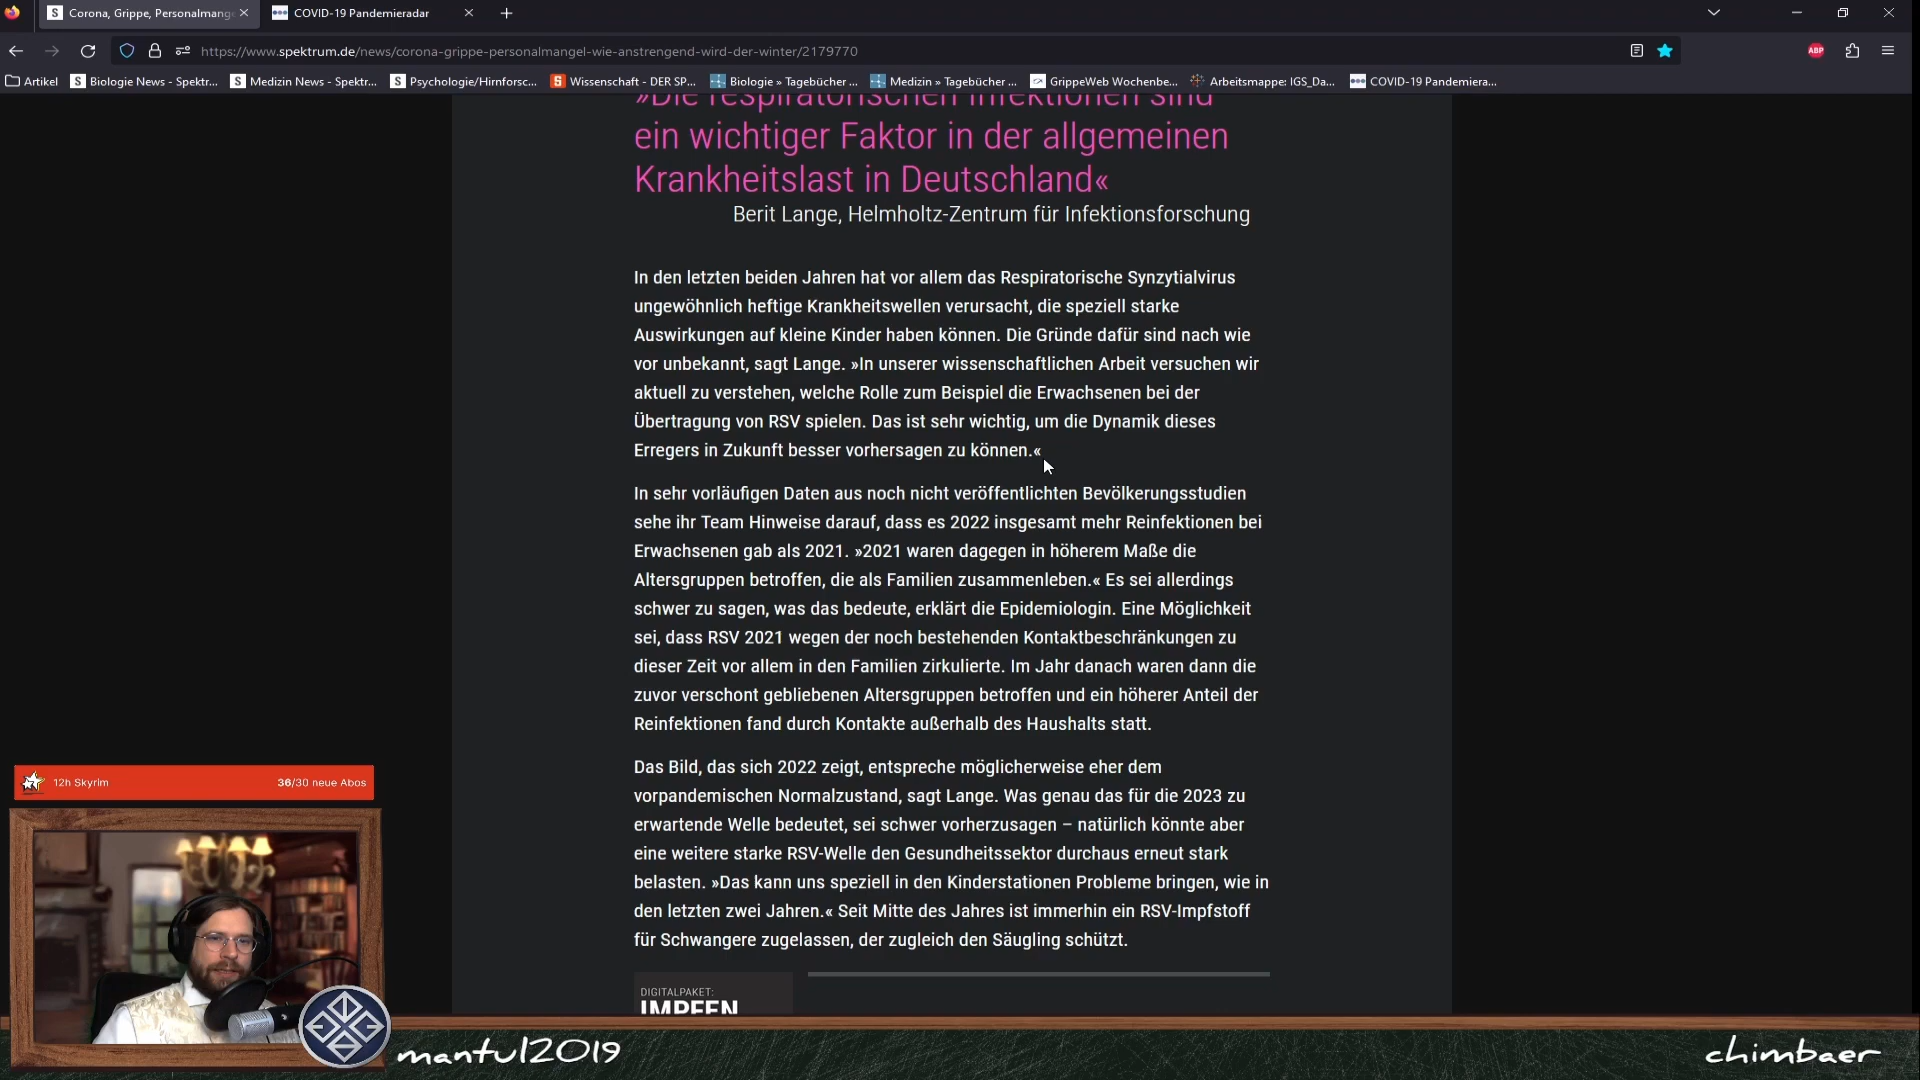 Corona, Grippe, Personalmang
COVID-19 Pandemieradar
https://www.spektrum.de/news/corona-grippe-personalmangel-wie-anstrengend-wird-der-winter/2179770
ABP
Artikel
Biologie News - Spektr...
Medizin News - Spektr...
Psychologie/Hirnforsc...
Wissenschaft - DER SP...
Biologie » Tagebücher ...
Medizin » Tagebücher ...
GrippeWeb Wochenbe...
Arbeitsmappe: IGS_Da...
COVID-19 Pandemiera...
»Die respiratorischen Infektionen sind
ein wichtiger Faktor in der allgemeinen
Krankheitslast in Deutschland«
Berit Lange, Helmholtz-Zentrum für Infektionsforschung
In den letzten beiden Jahren hat vor allem das Respiratorische Synzytialvirus
ungewöhnlich heftige Krankheitswellen verursacht, die speziell starke
Auswirkungen auf kleine Kinder haben können. Die Gründe dafür sind nach wie
vor unbekannt, sagt Lange. »In unserer wissenschaftlichen Arbeit versuchen wir
aktuell zu verstehen, welche Rolle zum Beispiel die Erwachsenen bei der
Übertragung von RSV spielen. Das ist sehr wichtig, um die Dynamik dieses
Erregers in Zukunft besser vorhersagen zu können.«
In sehr vorläufigen Daten aus noch nicht veröffentlichten Bevölkerungsstudien
sehe ihr Team Hinweise darauf, dass es 2022 insgesamt mehr Reinfektionen bei
Erwachsenen gab als 2021. »2021 waren dagegen in höherem Maße die
Altersgruppen betroffen, die als Familien zusammenleben.« Es sei allerdings
schwer zu sagen, was das bedeute, erklärt die Epidemiologin. Eine Möglichkeit
sei, dass RSV 2021 wegen der noch bestehenden Kontaktbeschränkungen zu
dieser Zeit vor allem in den Familien zirkulierte. Im Jahr danach waren dann die
zuvor verschont gebliebenen Altersgruppen betroffen und ein höherer Anteil der
Reinfektionen fand durch Kontakte außerhalb des Haushalts statt.
Das Bild, das sich 2022 zeigt, entspreche möglicherweise eher dem
vorpandemischen Normalzustand, sagt Lange. Was genau das für die 2023 zu
erwartende Welle bedeutet, sei schwer vorherzusagen – natürlich könnte aber
eine weitere starke RSV-Welle den Gesundheitssektor durchaus erneut stark
belasten. »Das kann uns speziell in den Kinderstationen Probleme bringen, wie in
den letzten zwei Jahren.« Seit Mitte des Jahres ist immerhin ein RSV-Impfstoff
für Schwangere zugelassen, der zugleich den Säugling schützt.
DIGITALPAKET:
IMPFEN
12h Skyrim
36/30 neue Abos
mantul2019
chimbaer